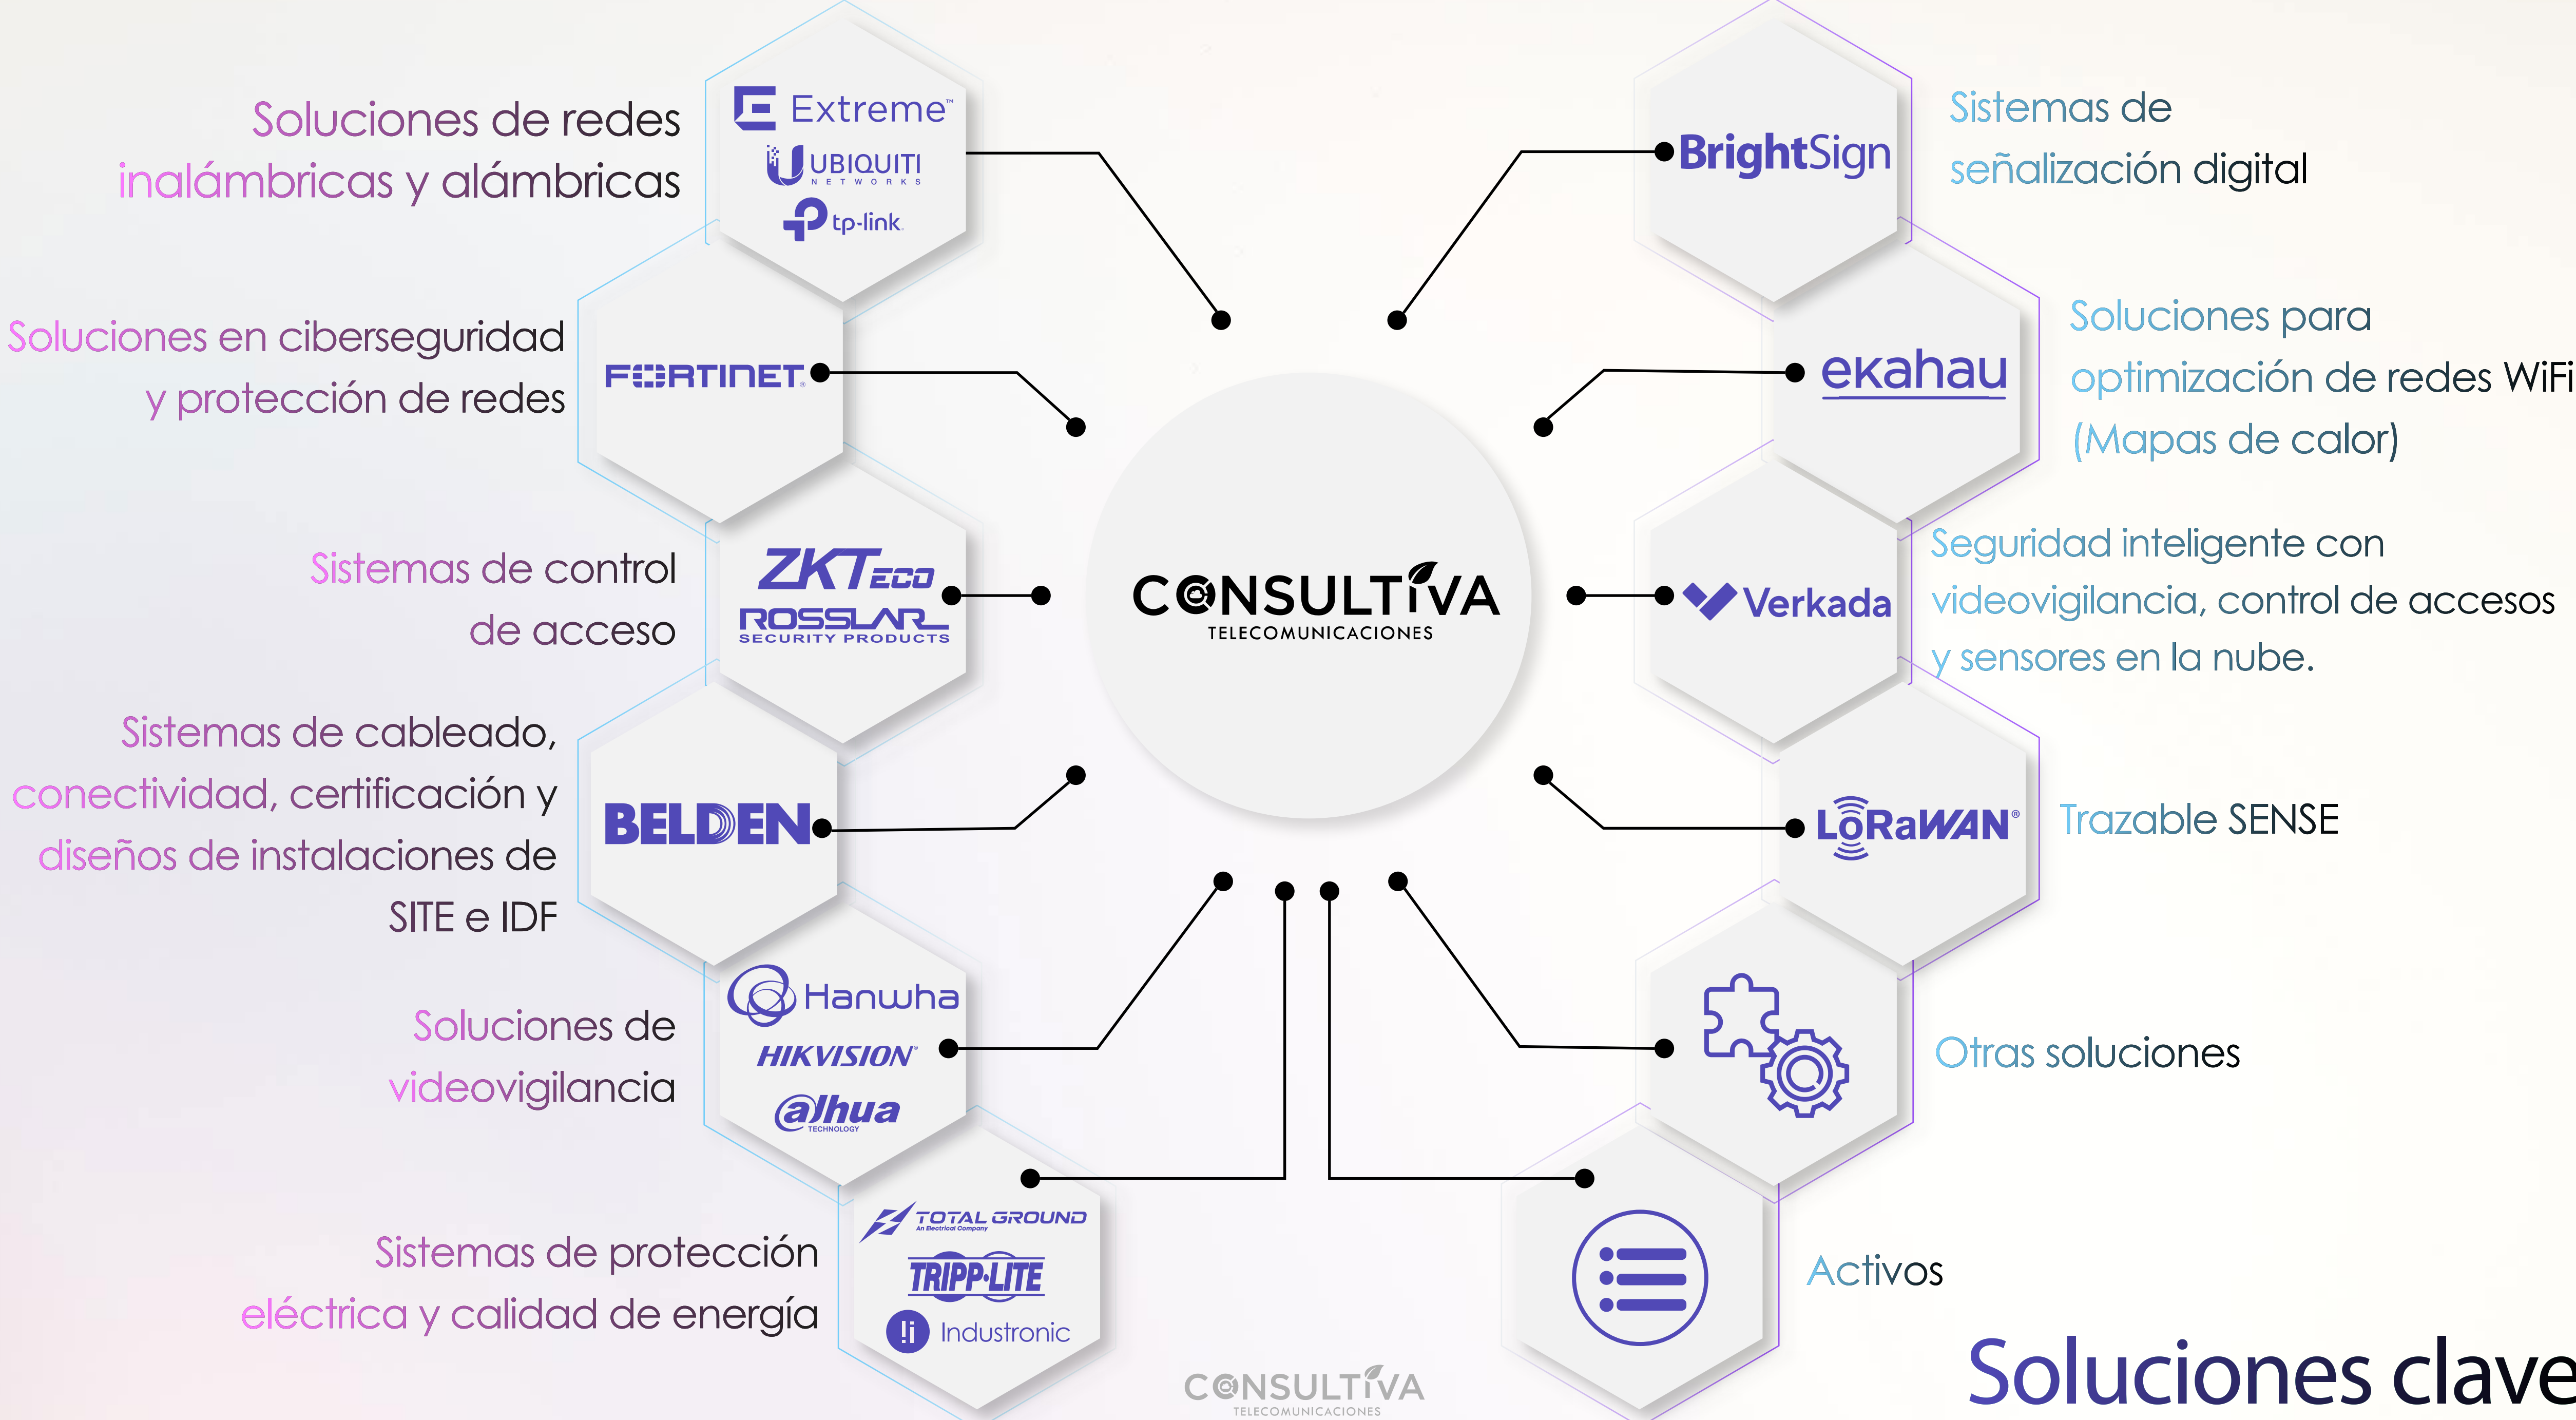 Soluciones de redes
inalámbricas y alámbricas
Extreme™
UBIQUITI
NETWORKS
tp-link
Soluciones en ciberseguridad
y protección de redes
FORTINET®
Sistemas de control
de acceso
ZKTECO
ROSSLARE
SECURITY PRODUCTS
Sistemas de cableado,
conectividad, certificación y
diseños de instalaciones de
SITE e IDF
BELDEN
Soluciones de
videovigilancia
Hanwha
HIKVISION®
alhua
TECHNOLOGY
Sistemas de protección
eléctrica y calidad de energía
TOTAL GROUND
An Electrical Company
TRIPP·LITE
Industronic
CONSULTIVA
TELECOMUNICACIONES
BrightSign
Sistemas de
señalización digital
ekahau
Soluciones para
optimización de redes WiFi
(Mapas de calor)
Verkada
Seguridad inteligente con
videovigilancia, control de accesos
y sensores en la nube.
LoRaWAN®
Trazable SENSE
Otras soluciones
Activos
Soluciones clave
CONSULTIVA
TELECOMUNICACIONES